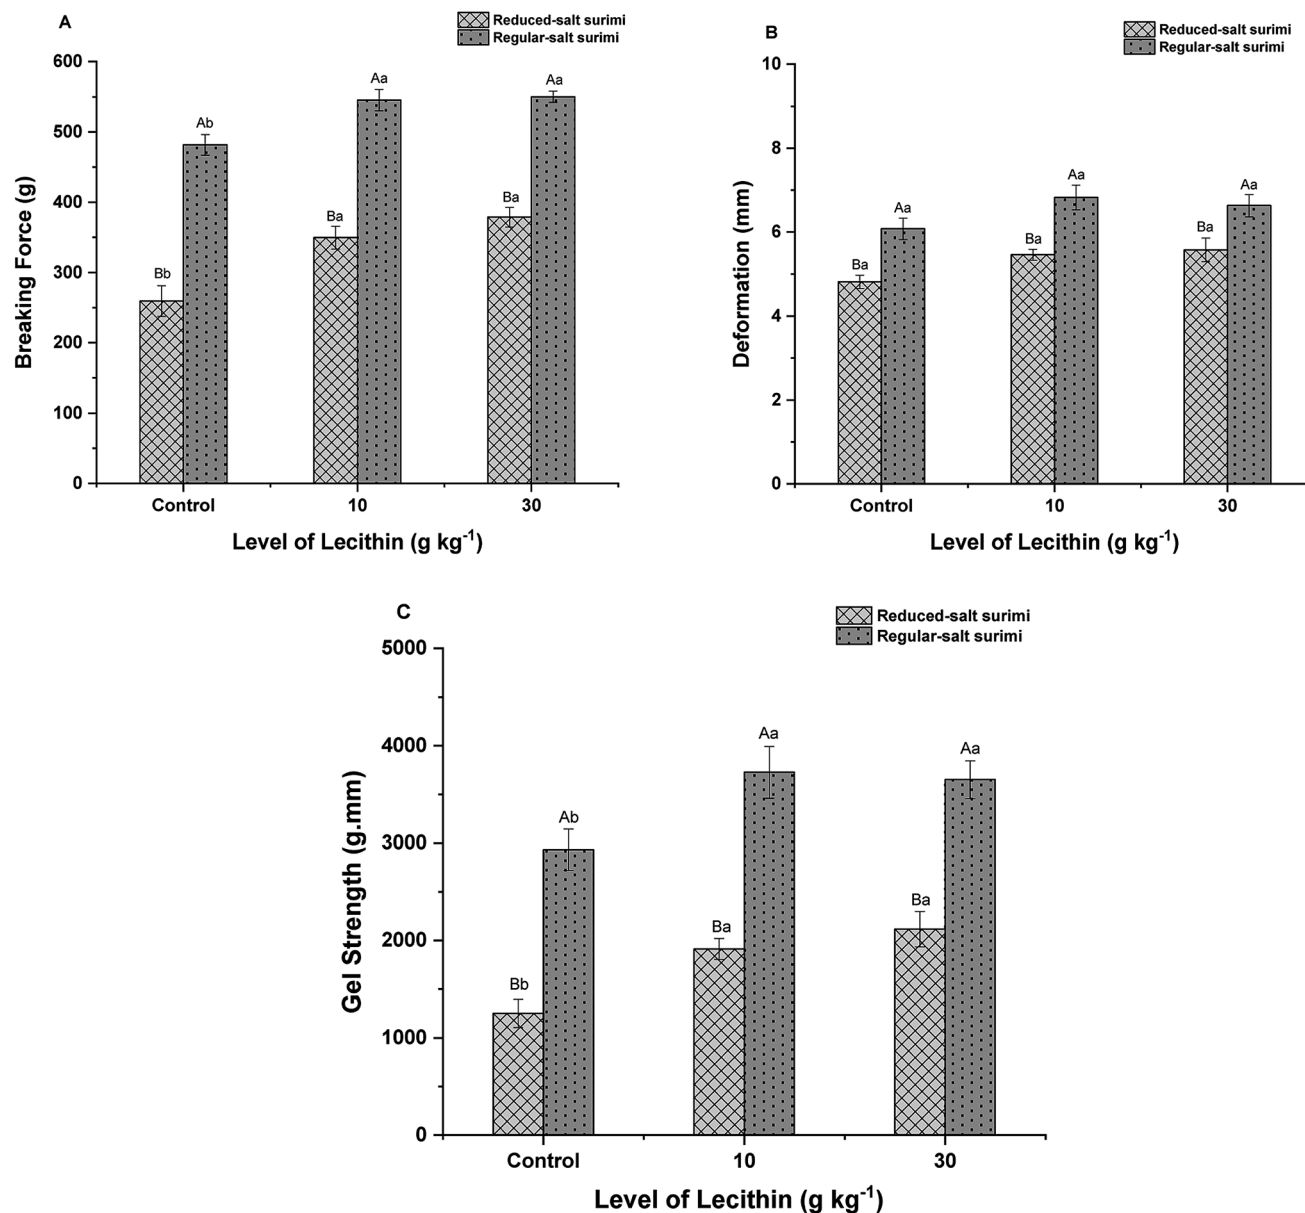 A
Reduced-salt surimi
Regular-salt surimi
600
500
400
300
200
100
0
Breaking Force (g)
Bb
Ab
Ba
Aa
Ba
Aa
Control
10
30
Level of Lecithin (g kg-1)
B
Reduced-salt surimi
Regular-salt surimi
10
8
6
4
2
0
Deformation (mm)
Ba
Aa
Ba
Aa
Ba
Aa
Control
10
30
Level of Lecithin (g kg-1)
C
Reduced-salt surimi
Regular-salt surimi
5000
4000
3000
2000
1000
0
Gel Strength (g.mm)
Bb
Ab
Ba
Aa
Ba
Aa
Control
10
30
Level of Lecithin (g kg-1)